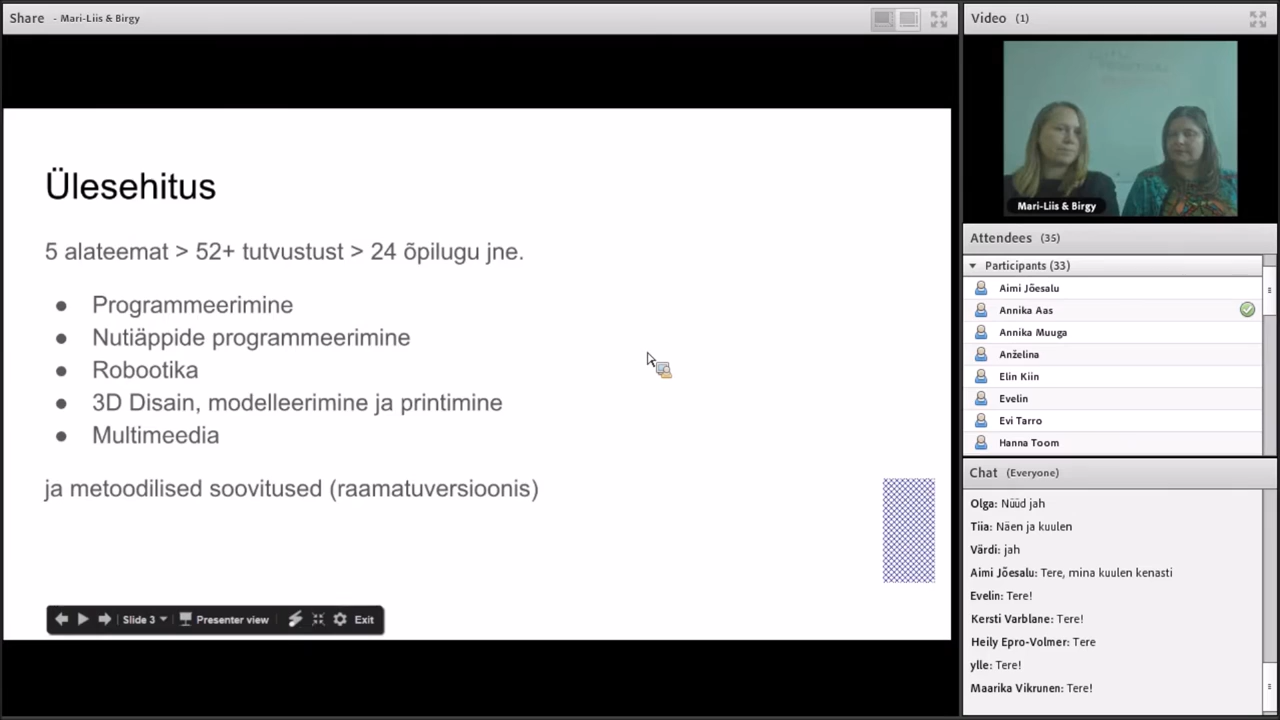 Share - Mari-Liis & Birgy
Ülesehitus
5 alateemat > 52+ tutvustust > 24 õpilugu jne.
● Programmeerimine
● Nutiäppide programmeerimine
● Robootika
● 3D Disain, modelleerimine ja printimine
● Multimeedia
ja metoodilised soovitused (raamatuversioonis)
Slide 3 Presenter view Exit
Video (1)
Mari-Liis & Birgy
Attendees (35)
Participants (33)
Aimi Jõesalu
Annika Aas
Annika Muuga
Anželina
Elin Kiin
Evelin
Evi Tarro
Hanna Toom
Chat (Everyone)
Olga: Nüüd jah
Tiia: Näen ja kuulen
Värdi: jah
Aimi Jõesalu: Tere, mina kuulen kenasti
Evelin: Tere!
Kersti Varblane: Tere!
Heily Epro-Volmer: Tere
ylle: Tere!
Maarika Vikrunen: Tere!